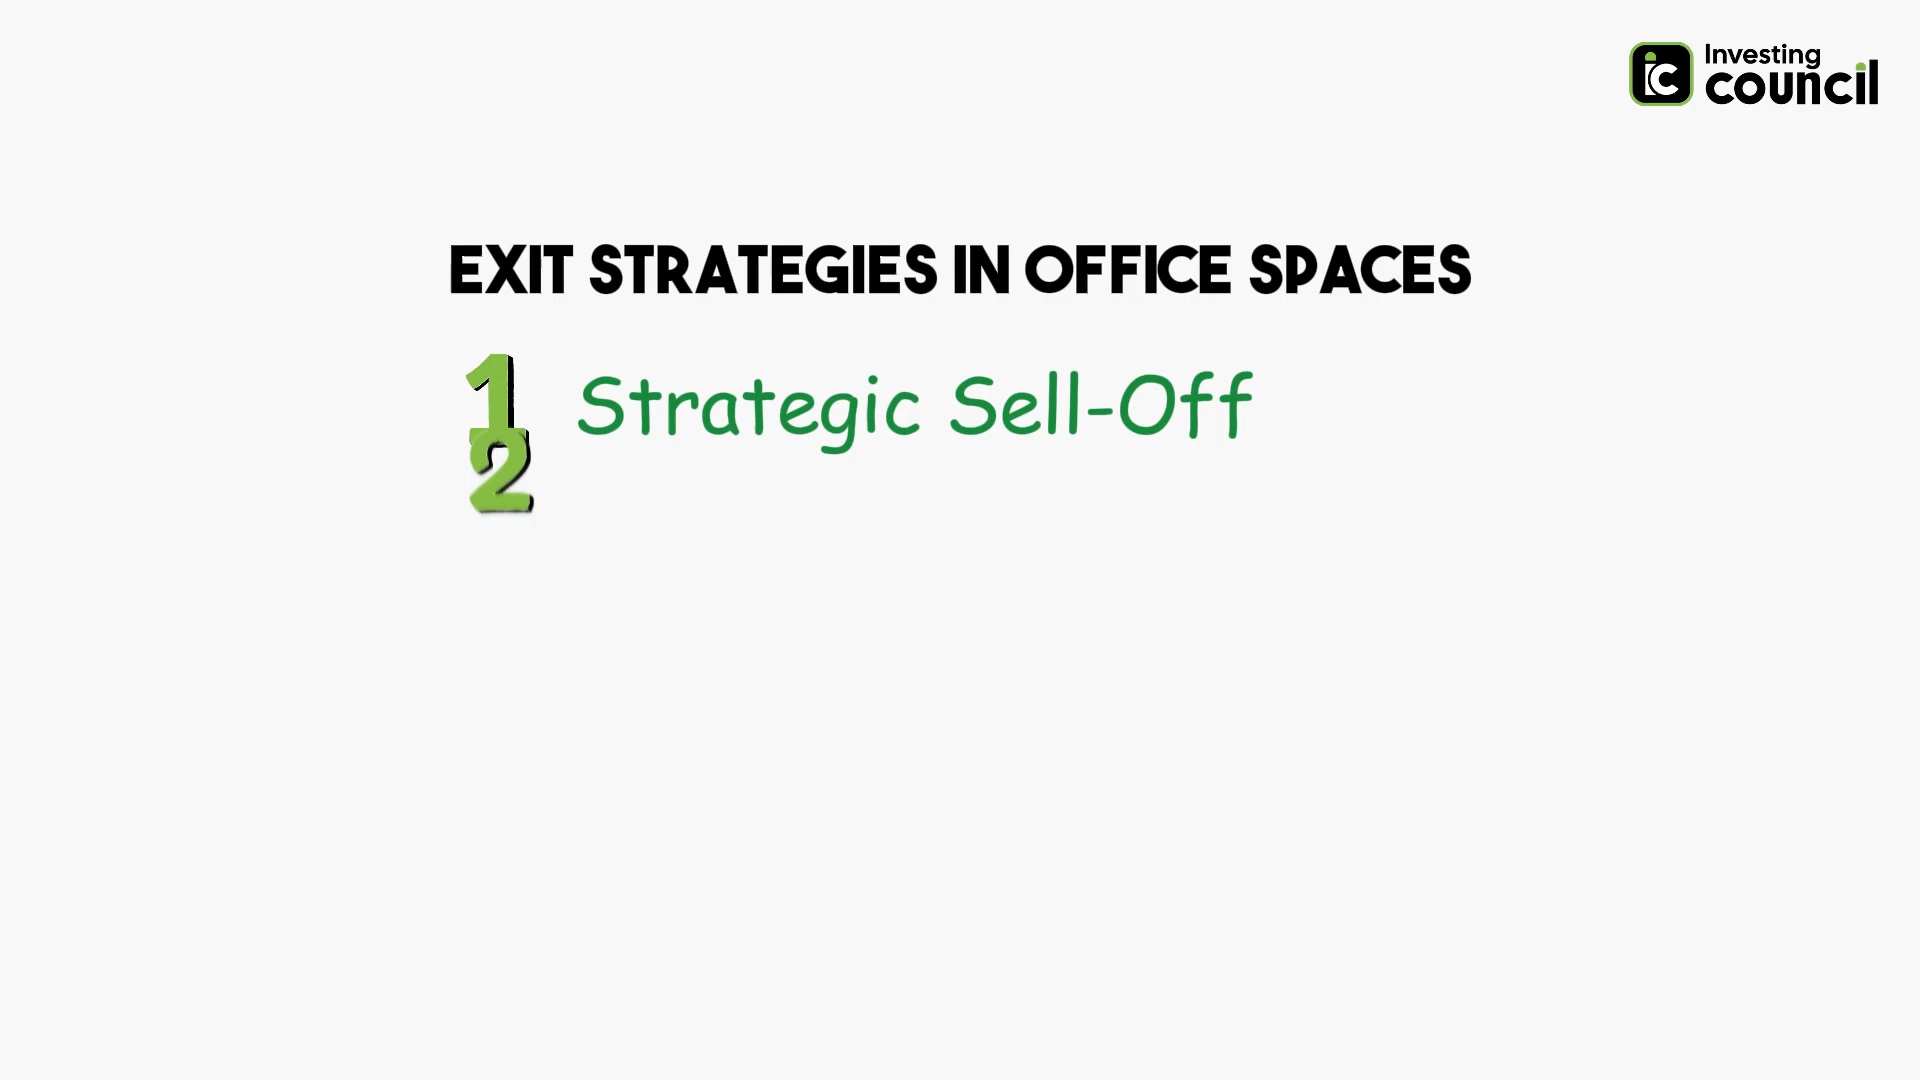 Investing
council
EXIT STRATEGIES IN OFFICE SPACES
1 Strategic Sell-Off
2